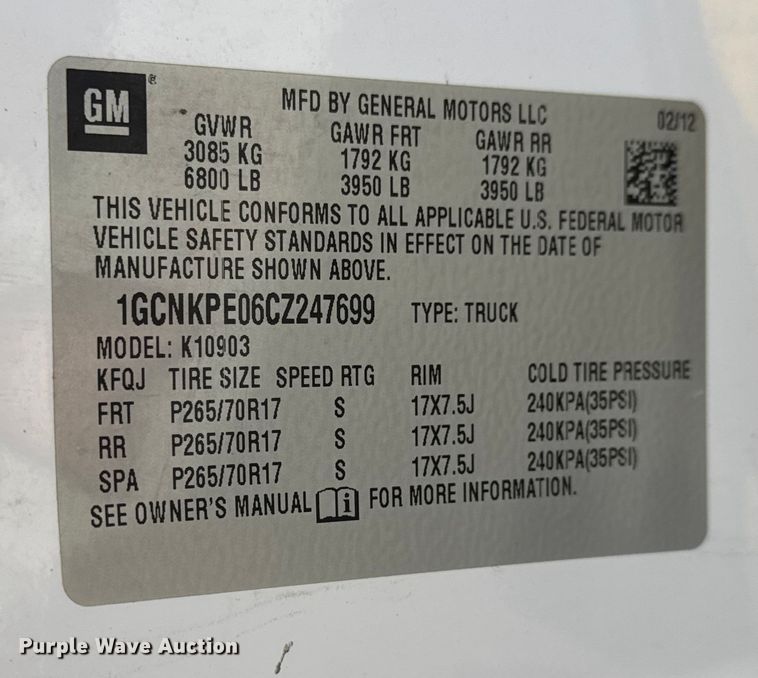 GM ®
MFD BY GENERAL MOTORS LLC 02/12
GVWR GAWR FRT GAWR RR
3085 KG 1792 KG 1792 KG
6800 LB 3950 LB 3950 LB
THIS VEHICLE CONFORMS TO ALL APPLICABLE U.S. FEDERAL MOTOR
VEHICLE SAFETY STANDARDS IN EFFECT ON THE DATE OF
MANUFACTURE SHOWN ABOVE.
1GCNKPE06CZ247699 TYPE: TRUCK
MODEL: K10903
KFQJ TIRE SIZE SPEED RTG RIM COLD TIRE PRESSURE
FRT P265/70R17 S 17X7.5J 240KPA(35PSI)
RR P265/70R17 S 17X7.5J 240KPA(35PSI)
SPA P265/70R17 S 17X7.5J 240KPA(35PSI)
SEE OWNER'S MANUAL i FOR MORE INFORMATION.
Purple Wave Auction